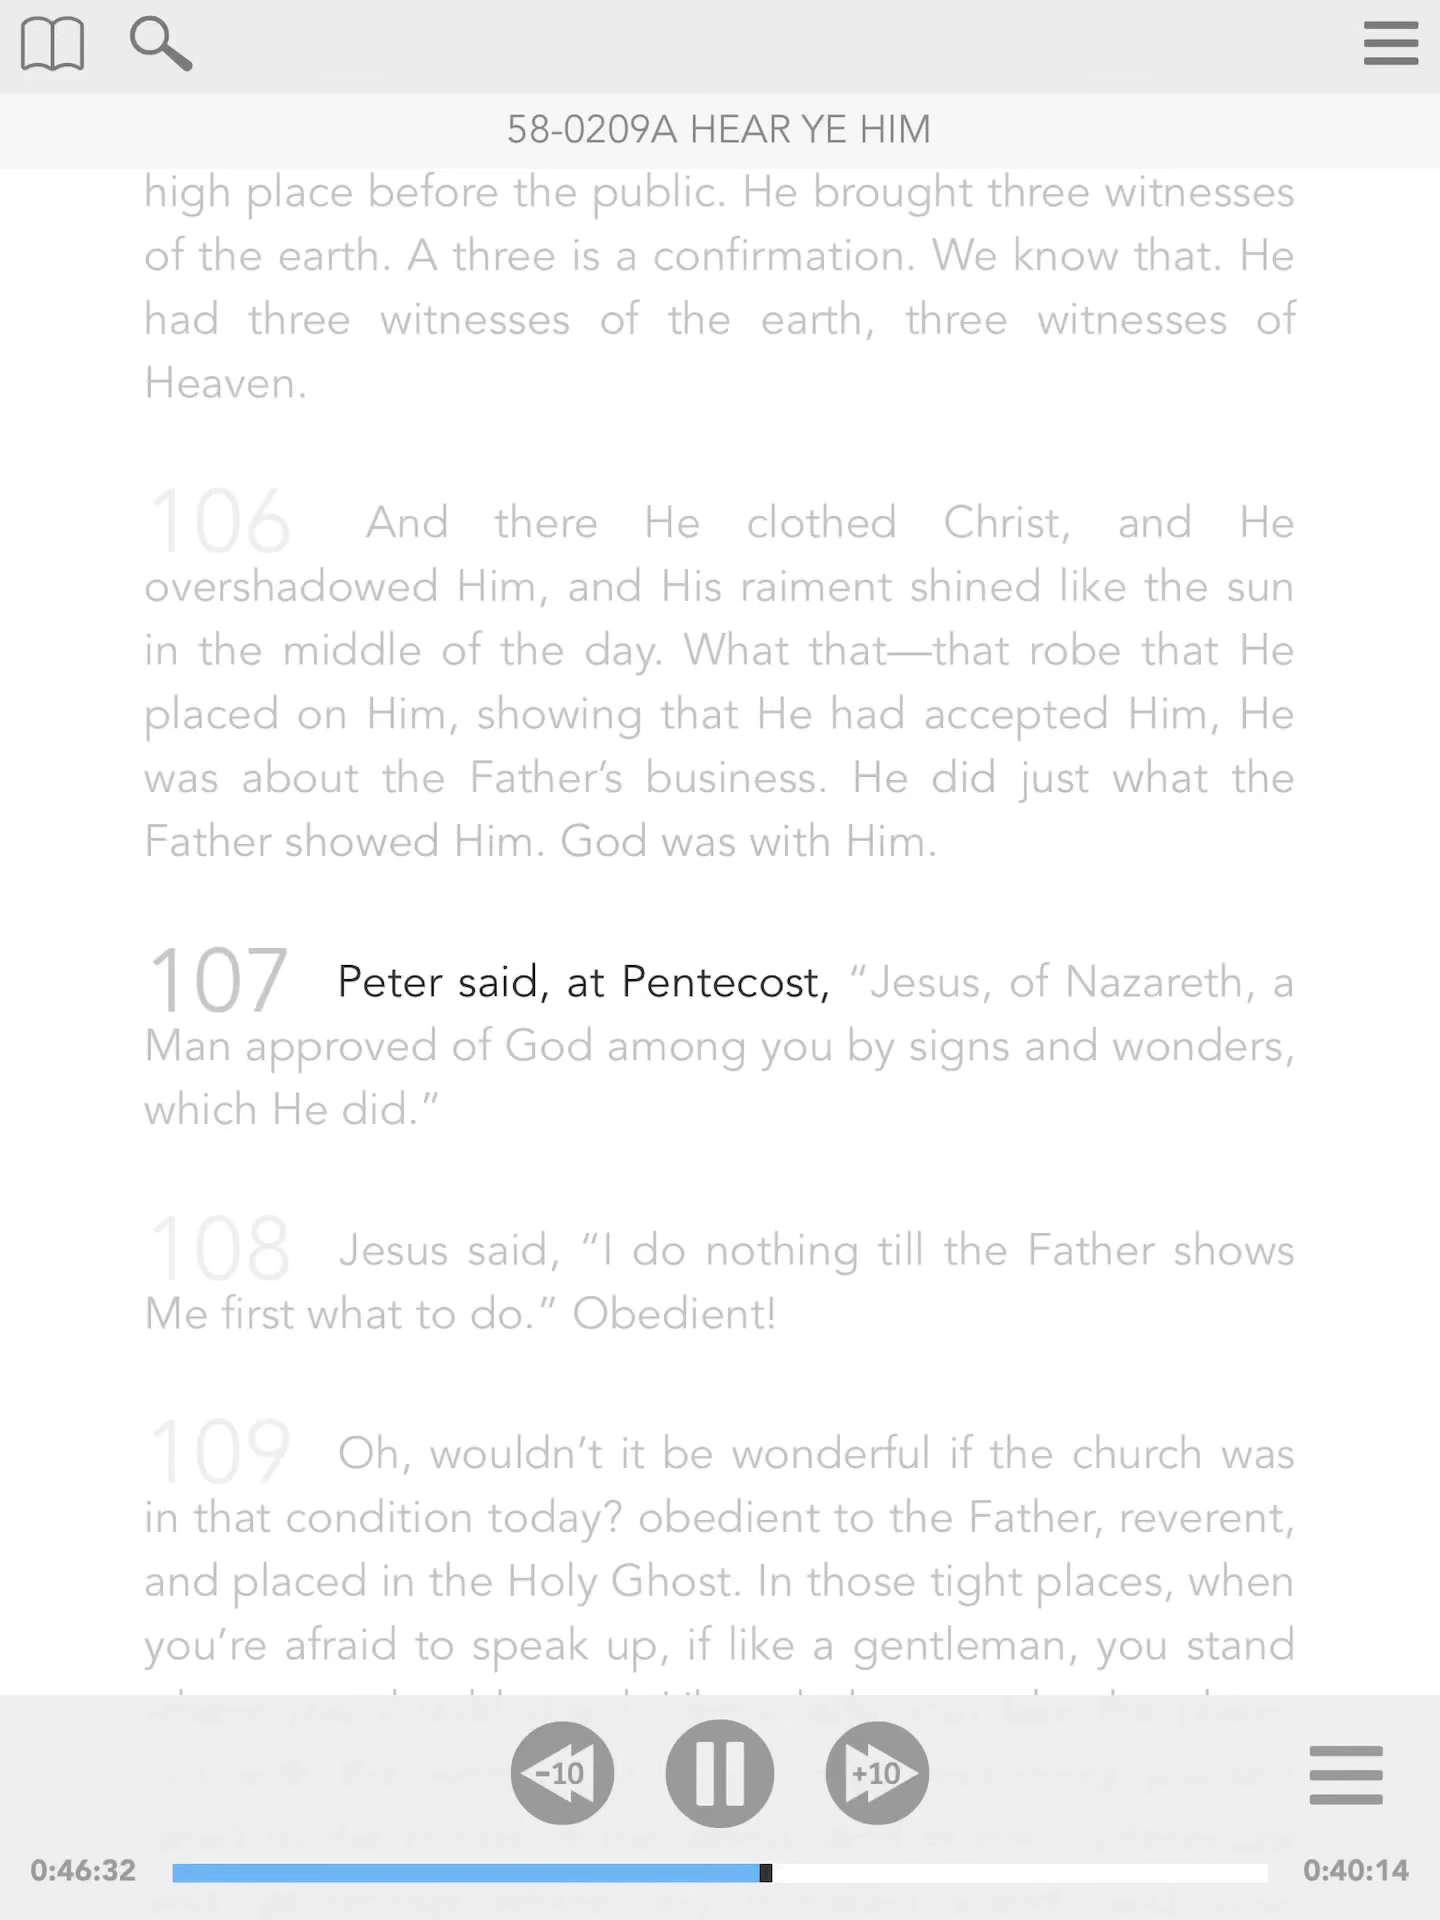 58-0209A HEAR YE HIM
high place before the public. He brought three witnesses
of the earth. A three is a confirmation. We know that. He
had three witnesses of the earth, three witnesses of
Heaven.
106 And there He clothed Christ, and He
overshadowed Him, and His raiment shined like the sun
in the middle of the day. What that—that robe that He
placed on Him, showing that He had accepted Him, He
was about the Father’s business. He did just what the
Father showed Him. God was with Him.
107 Peter said, at Pentecost, “Jesus, of Nazareth, a
Man approved of God among you by signs and wonders,
which He did.”
108 Jesus said, “I do nothing till the Father shows
Me first what to do.” Obedient!
109 Oh, wouldn’t it be wonderful if the church was
in that condition today? obedient to the Father, reverent,
and placed in the Holy Ghost. In those tight places, when
you’re afraid to speak up, if like a gentleman, you stand
-10 +10
0:46:32 0:40:14